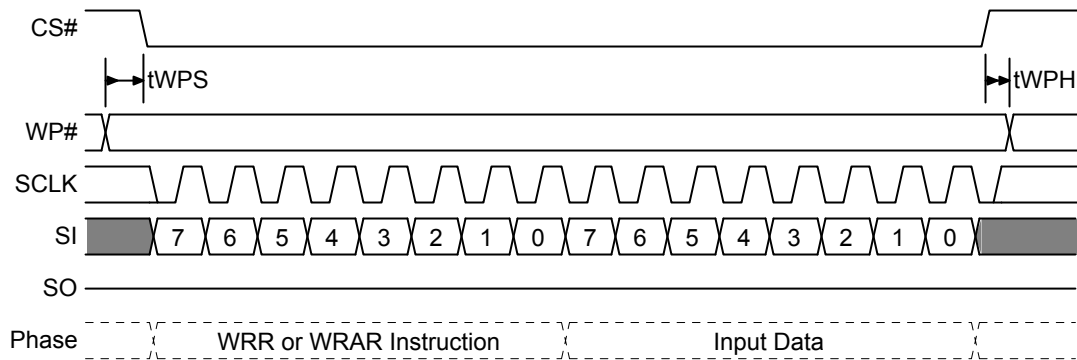 CS#
tWPS tWPH
WP#
SCLK
SI 7 6 5 4 3 2 1 0 7 6 5 4 3 2 1 0
SO
Phase WRR or WRAR Instruction Input Data